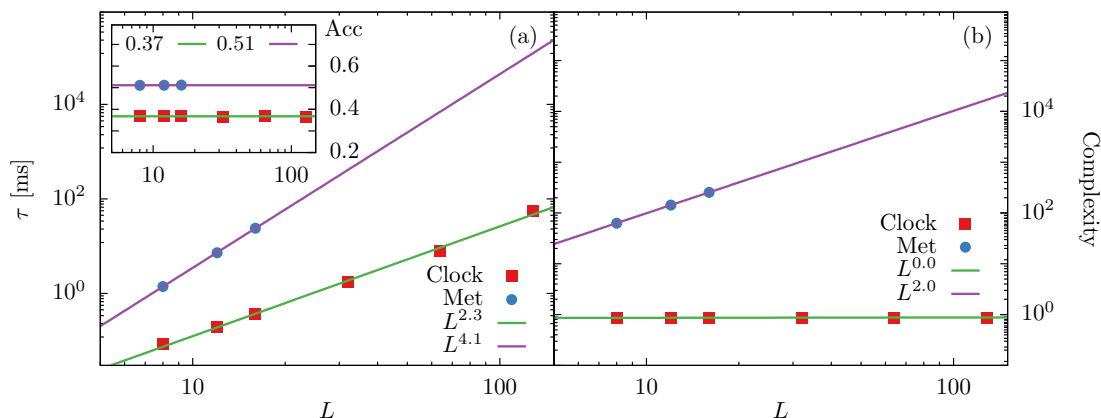 0.37 0.51 Acc
0.6
0.4
0.2
10 100
(a)
10^4
10^2
10^0
τ [ms]
Clock
Met
L^{2.3}
L^{4.1}
10 100
L
(b)
10^4
10^2
10^0
Complexity
Clock
Met
L^{0.0}
L^{2.0}
10 100
L